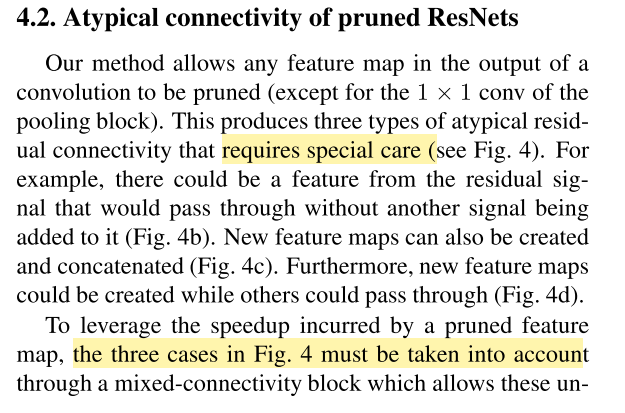 4.2. Atypical connectivity of pruned ResNets
Our method allows any feature map in the output of a
convolution to be pruned (except for the 1 × 1 conv of the
pooling block). This produces three types of atypical resid-
ual connectivity that requires special care (see Fig. 4). For
example, there could be a feature from the residual sig-
nal that would pass through without another signal being
added to it (Fig. 4b). New feature maps can also be created
and concatenated (Fig. 4c). Furthermore, new feature maps
could be created while others could pass through (Fig. 4d).
To leverage the speedup incurred by a pruned feature
map, the three cases in Fig. 4 must be taken into account
through a mixed-connectivity block which allows these un-